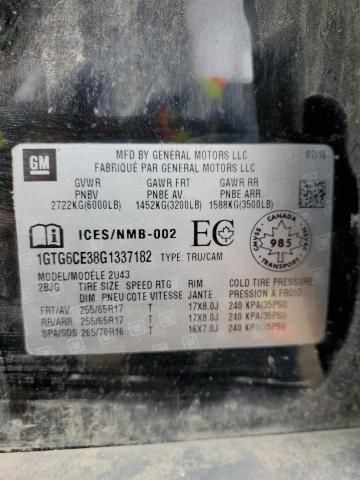 GM
MFD BY GENERAL MOTORS LLC 07/16
FABRIQUÉ PAR GENERAL MOTORS LLC
GVWR GAWR FRT GAWR RR
PNBV PNBE AV. PNBE ARR.
2722KG(6000LB) 1452KG(3200LB) 1588KG(3500LB)
ICES/NMB-002 EC
CANADA
985
CMVSS NSVAC
1GTG6CE38G1337182 TYPE: TRU/CAM
MODEL/MODÈLE 2U43
2BJG TIRE SIZE SPEED RTG RIM COLD TIRE PRESSURE
DIM. PNEU COTE VITESSE JANTE PRESSION À FROID
FRT/AV. 255/65R17 T 17X8.0J 240 KPA(35PSI)
RR/ARR. 255/65R17 T 17X8.0J 240 KPA(35PSI)
SPA/SDS 265/70R16 T 16X7.0J 240 KPA(35PSI)